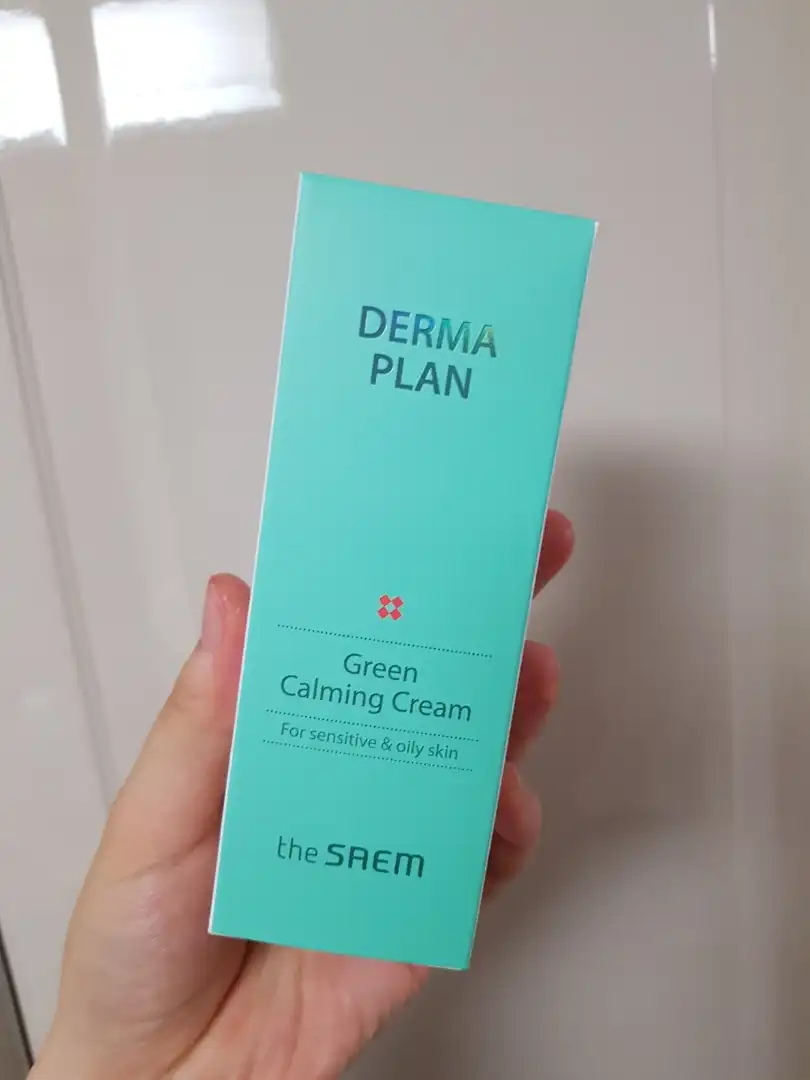 DERMA
PLAN
Green
Calming Cream
For sensitive & oily skin
the SAEM